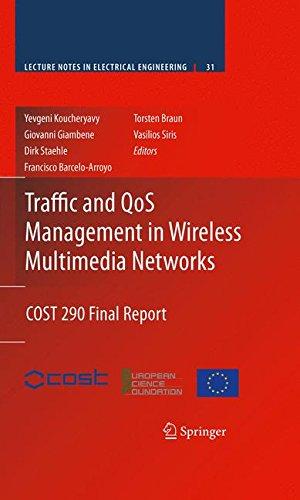 LECTURE NOTES IN ELECTRICAL ENGINEERING 31
Yevgeni Koucheryavy
Giovanni Giambene
Dirk Staehle
Francisco Barcelo-Arroyo
Torsten Braun
Vasilios Siris
Editors
Traffic and QoS
Management in Wireless
Multimedia Networks
COST 290 Final Report
cost
EUROPEAN
SCIENCE
FOUNDATION
Springer